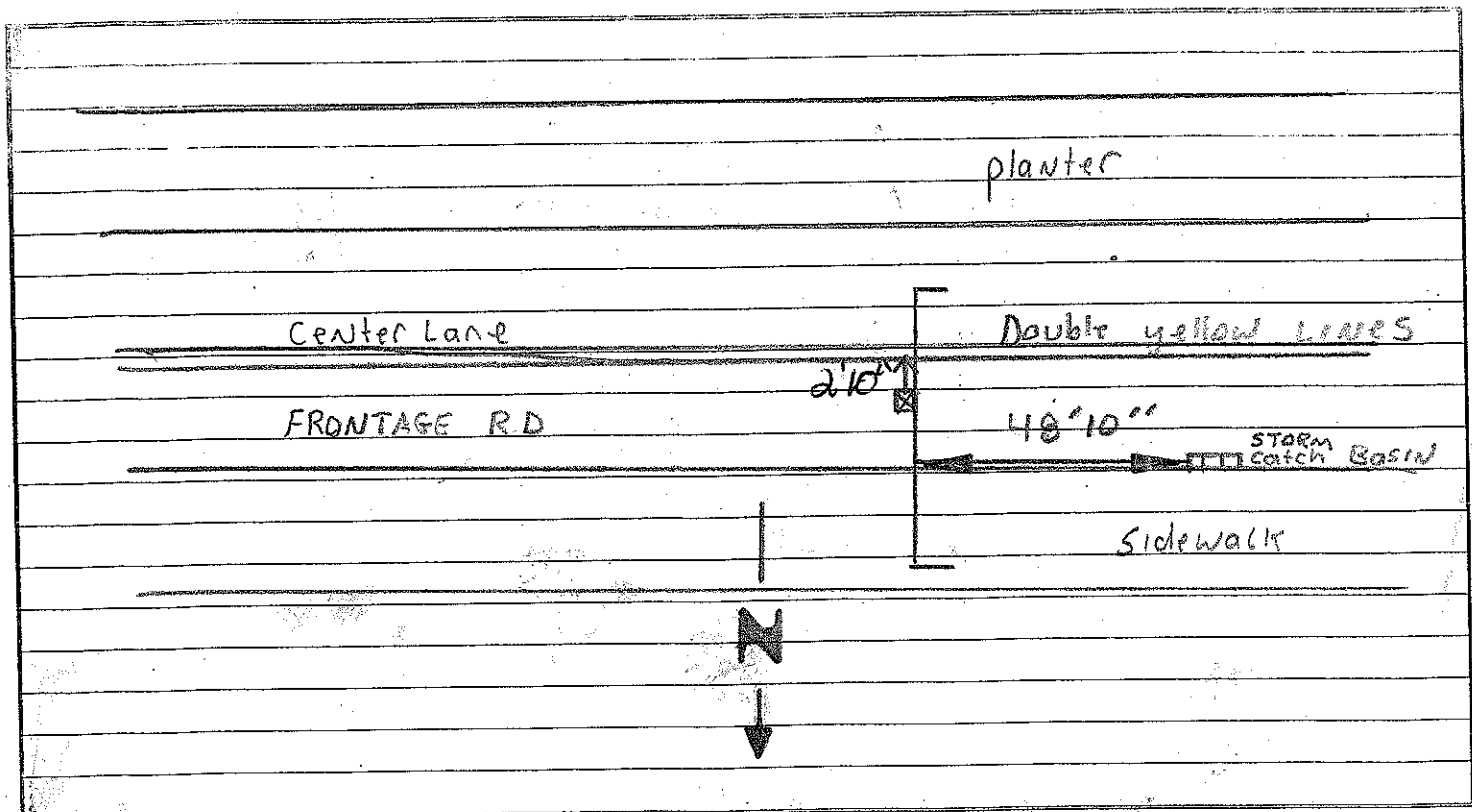 planter
Center Lane
Double yellow LINES
2'10"
FRONTAGE RD
48"10"
STORM
catch BASIN
Sidewalk
N